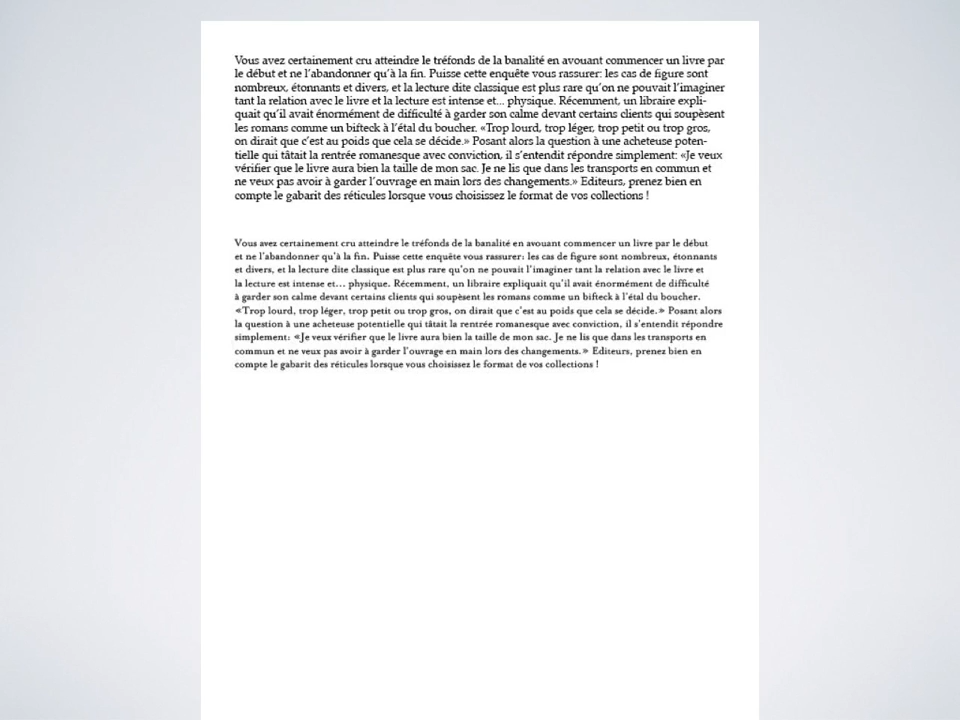 Vous avez certainement cru atteindre le tréfonds de la banalité en avouant commencer un livre par
le début et ne l'abandonner qu'à la fin. Puisse cette enquête vous rassurer: les cas de figure sont
nombreux, étonnants et divers, et la lecture dite classique est plus rare qu'on ne pouvait l'imaginer
tant la relation avec le livre et la lecture est intense et... physique. Récemment, un libraire expli-
quait qu'il avait énormément de difficulté à garder son calme devant certains clients qui soupèsent
les romans comme un bifteck à l'étal du boucher. «Trop lourd, trop léger, trop petit ou trop gros,
on dirait que c'est au poids que cela se décide.» Posant alors la question à une acheteuse poten-
tielle qui tâtait la rentrée romanesque avec conviction, il s'entendit répondre simplement: «Je veux
vérifier que le livre aura bien la taille de mon sac. Je ne lis que dans les transports en commun et
ne veux pas avoir à garder l'ouvrage en main lors des changements.» Editeurs, prenez bien en
compte le gabarit des réticules lorsque vous choisissez le format de vos collections !
Vous avez certainement cru atteindre le tréfonds de la banalité en avouant commencer un livre par le début
et ne l'abandonner qu'à la fin. Puisse cette enquête vous rassurer: les cas de figure sont nombreux, étonnants
et divers, et la lecture dite classique est plus rare qu'on ne pouvait l'imaginer tant la relation avec le livre et
la lecture est intense et... physique. Récemment, un libraire expliquait qu'il avait énormément de difficulté
à garder son calme devant certains clients qui soupèsent les romans comme un bifteck à l'étal du boucher.
«Trop lourd, trop léger, trop petit ou trop gros, on dirait que c'est au poids que cela se décide.» Posant alors
la question à une acheteuse potentielle qui tâtait la rentrée romanesque avec conviction, il s'entendit répondre
simplement: «Je veux vérifier que le livre aura bien la taille de mon sac. Je ne lis que dans les transports en
commun et ne veux pas avoir à garder l'ouvrage en main lors des changements.» Editeurs, prenez bien en
compte le gabarit des réticules lorsque vous choisissez le format de vos collections !